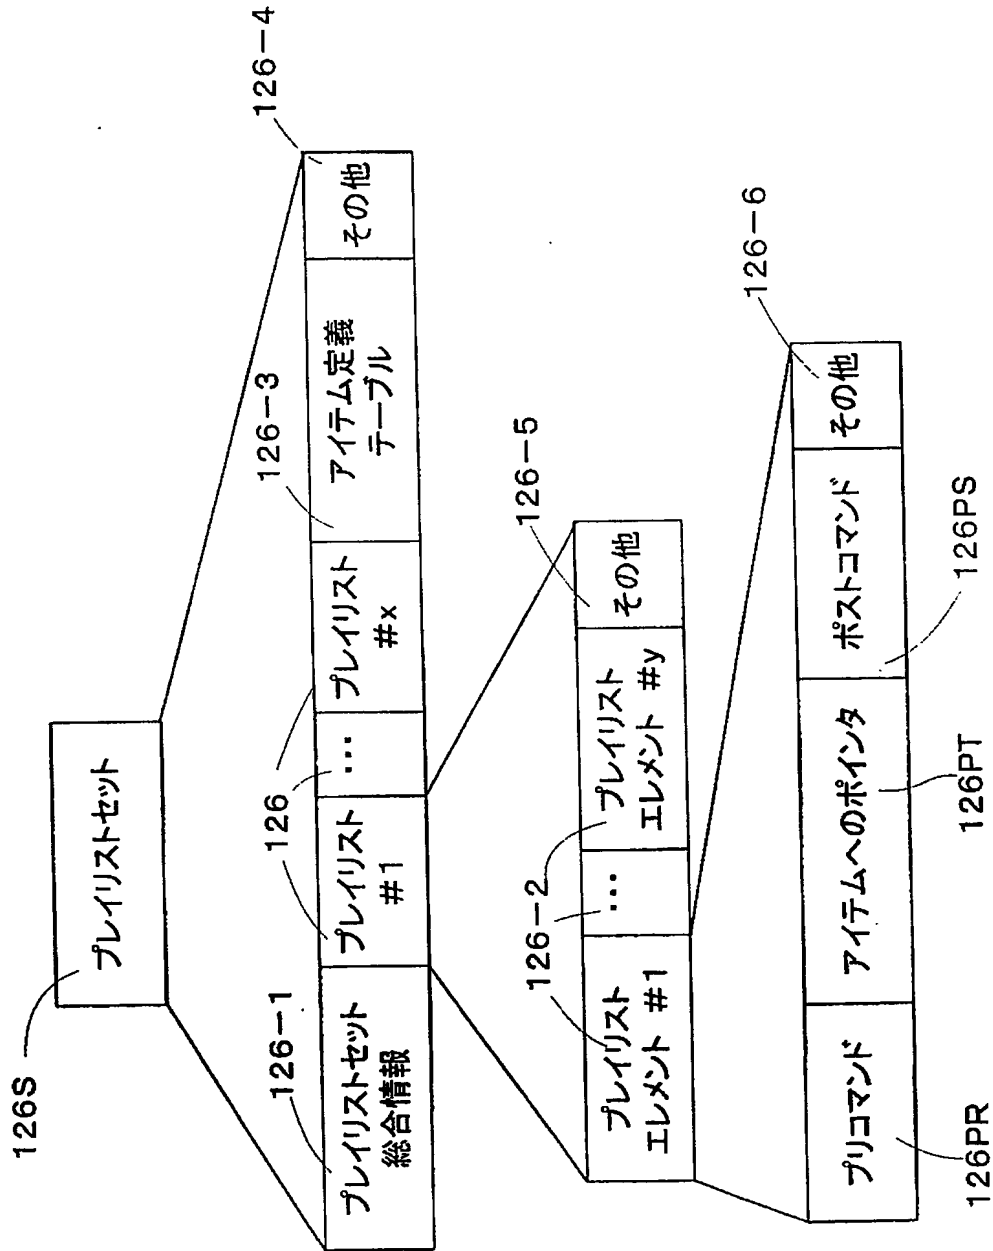 126S
プレイリストセット
126-4
126-1
126
126-3
プレイリストセット
総合情報
プレイリスト
#1
...
プレイリスト
#x
アイテム定義
テーブル
その他
126-2
126-5
プレイリスト
エレメント #1
...
プレイリスト
エレメント #y
その他
126-6
プリコマンド
アイテムへのポインタ
ポストコマンド
その他
126PR
126PT
126PS